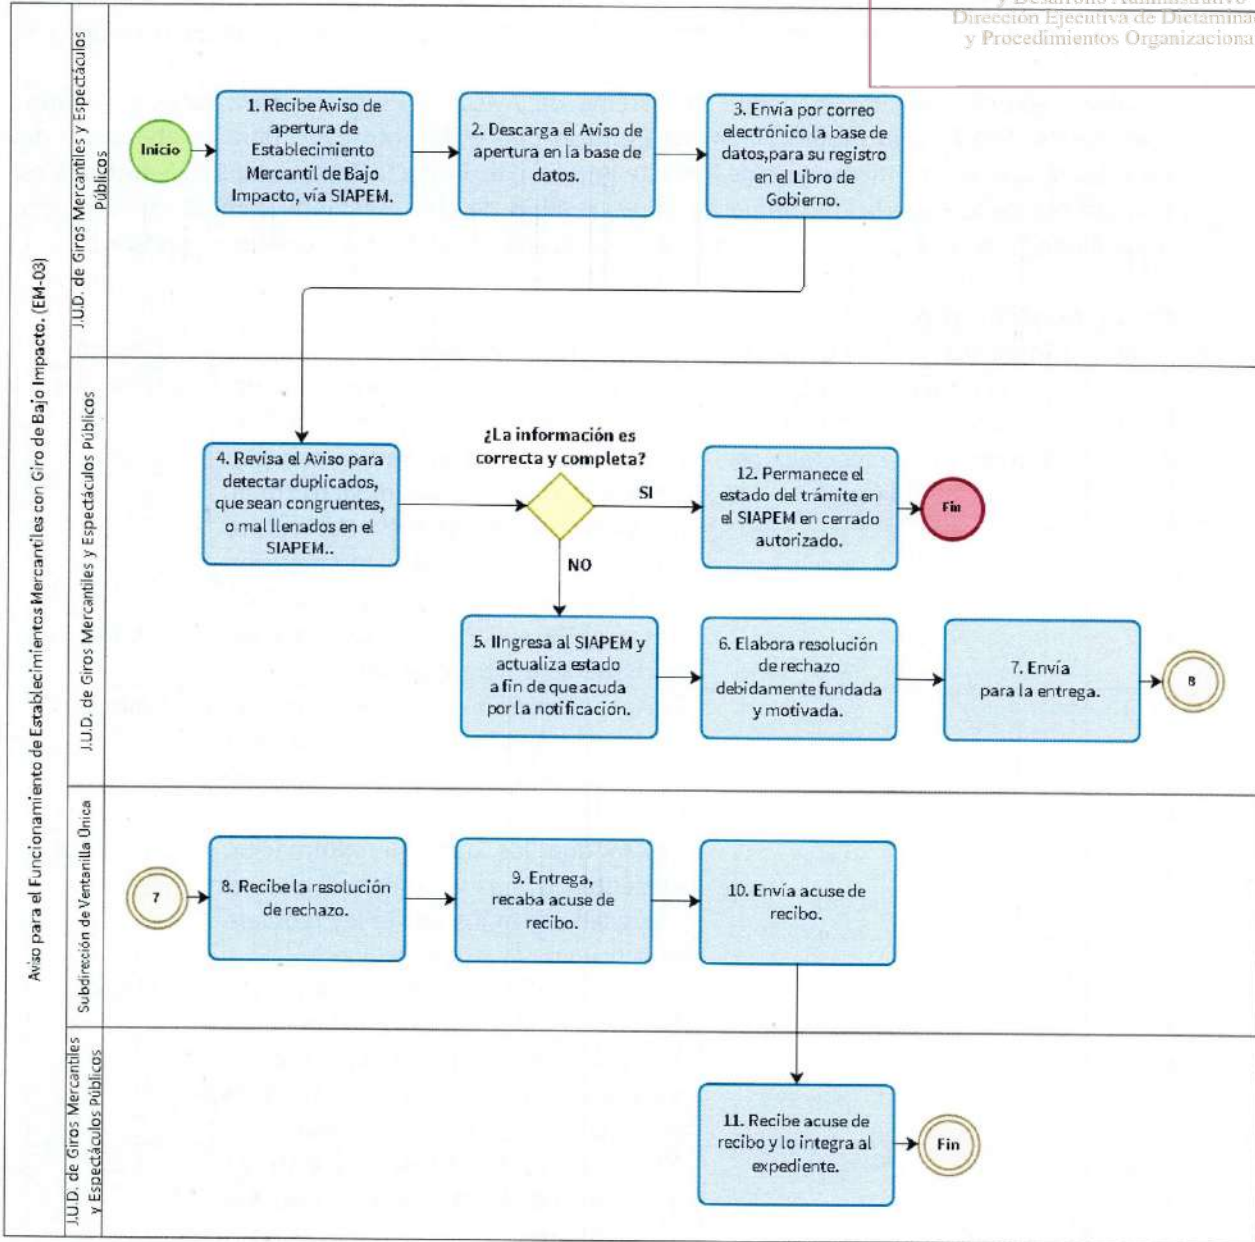 y Desarrollo Administrativo
Dirección Ejecutiva de Dictamina
y Procedimientos Organizaciona
Aviso para el Funcionamiento de Establecimientos Mercantiles con Giro de Bajo Impacto. (EM-03)
J.U.D. de Giros Mercantiles y Espectáculos
Públicos
Inicio
1. Recibe Aviso de
apertura de
Establecimiento
Mercantil de Bajo
Impacto, vía SIAPEM.
2. Descarga el Aviso de
apertura en la base de
datos.
3. Envía por correo
electrónico la base de
datos,para su registro
en el Libro de
Gobierno.
J.U.D. de Giros Mercantiles y Espectáculos Públicos
4. Revisa el Aviso para
detectar duplicados,
que sean congruentes,
o mal llenados en el
SIAPEM..
¿La información es
correcta y completa?
SI
NO
12. Permanece el
estado del trámite en
el SIAPEM en cerrado
autorizado.
Fin
5. IIngresa al SIAPEM y
actualiza estado
a fin de que acuda
por la notificación.
6. Elabora resolución
de rechazo
debidamente fundada
y motivada.
7. Envía
para la entrega.
8
Subdirección de Ventanilla Única
7
8. Recibe la resolución
de rechazo.
9. Entrega,
recaba acuse de
recibo.
10. Envía acuse de
recibo.
J.U.D. de Giros Mercantiles
y Espectáculos Públicos
11. Recibe acuse de
recibo y lo integra al
expediente.
Fin